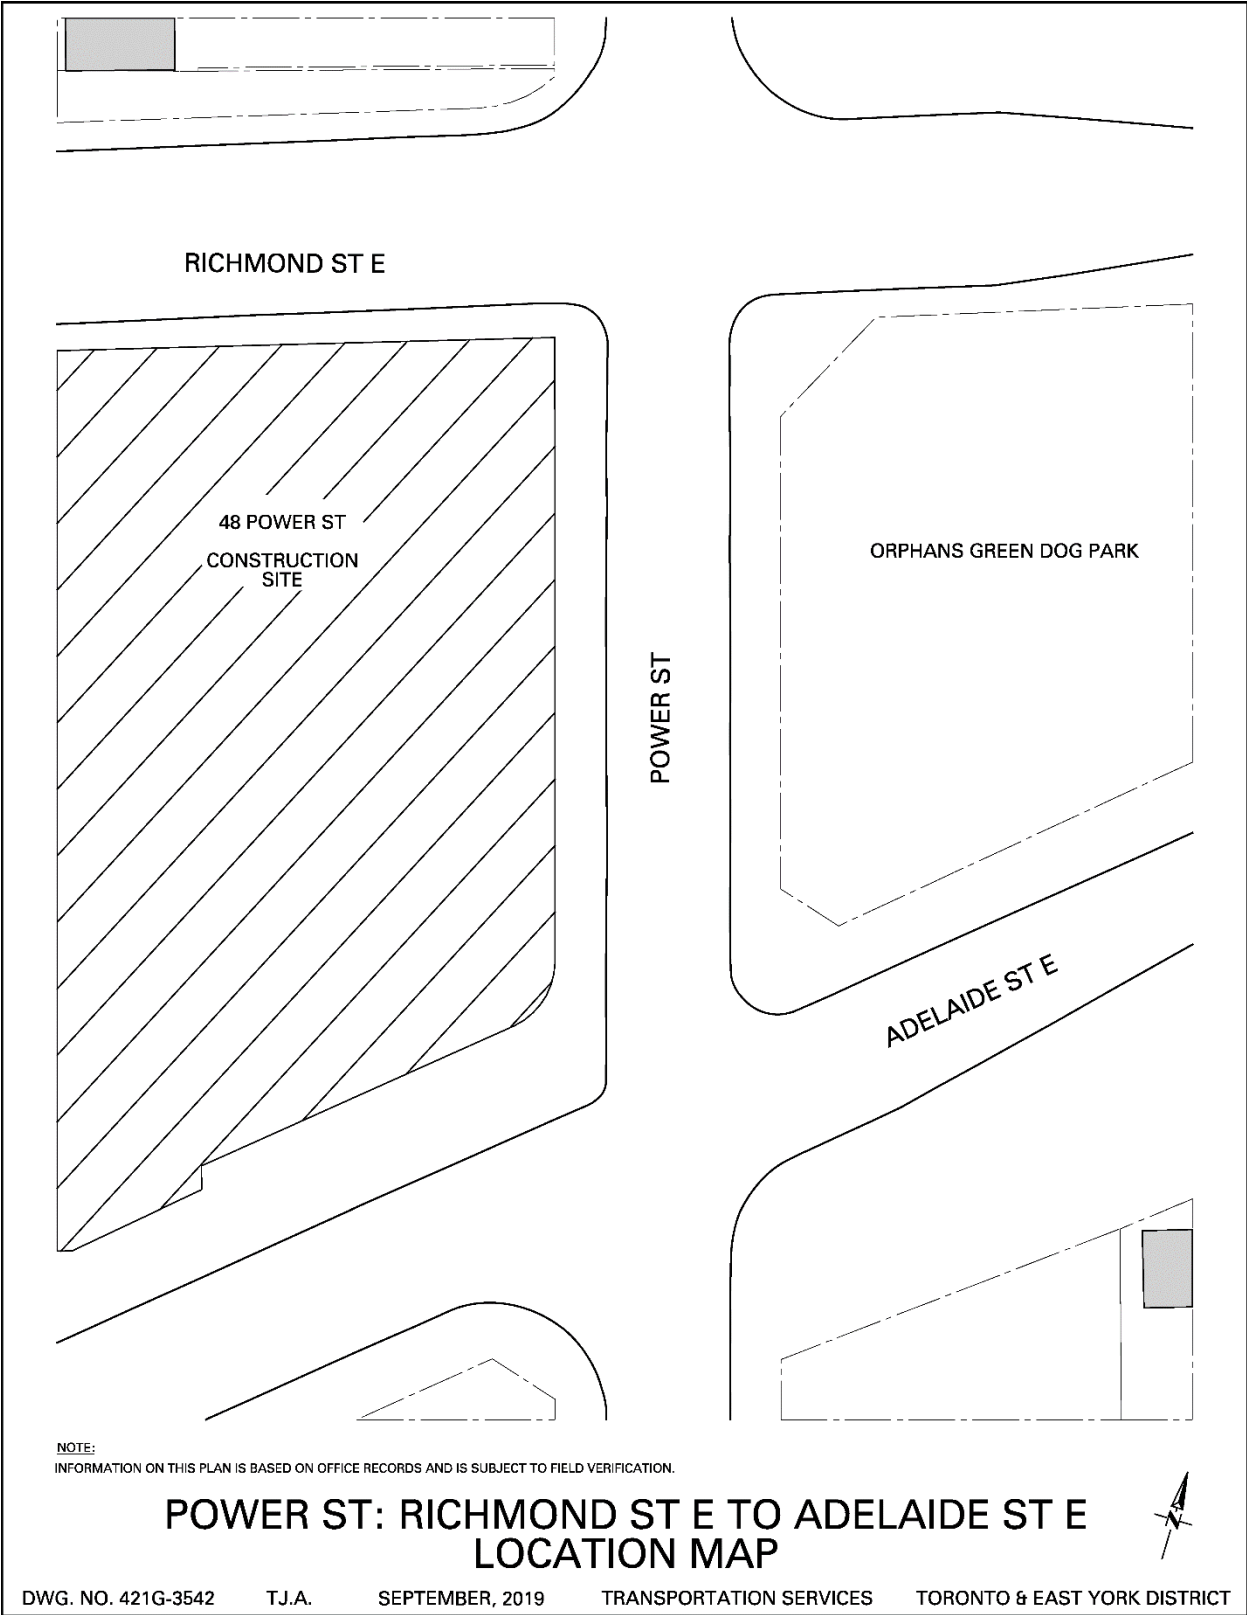 RICHMOND ST E
48 POWER ST
CONSTRUCTION
SITE
ORPHANS GREEN DOG PARK
POWER ST
ADELAIDE ST E
NOTE:
INFORMATION ON THIS PLAN IS BASED ON OFFICE RECORDS AND IS SUBJECT TO FIELD VERIFICATION.
POWER ST: RICHMOND ST E TO ADELAIDE ST E
LOCATION MAP
N
DWG. NO. 421G-3542 T.J.A. SEPTEMBER, 2019 TRANSPORTATION SERVICES TORONTO & EAST YORK DISTRICT